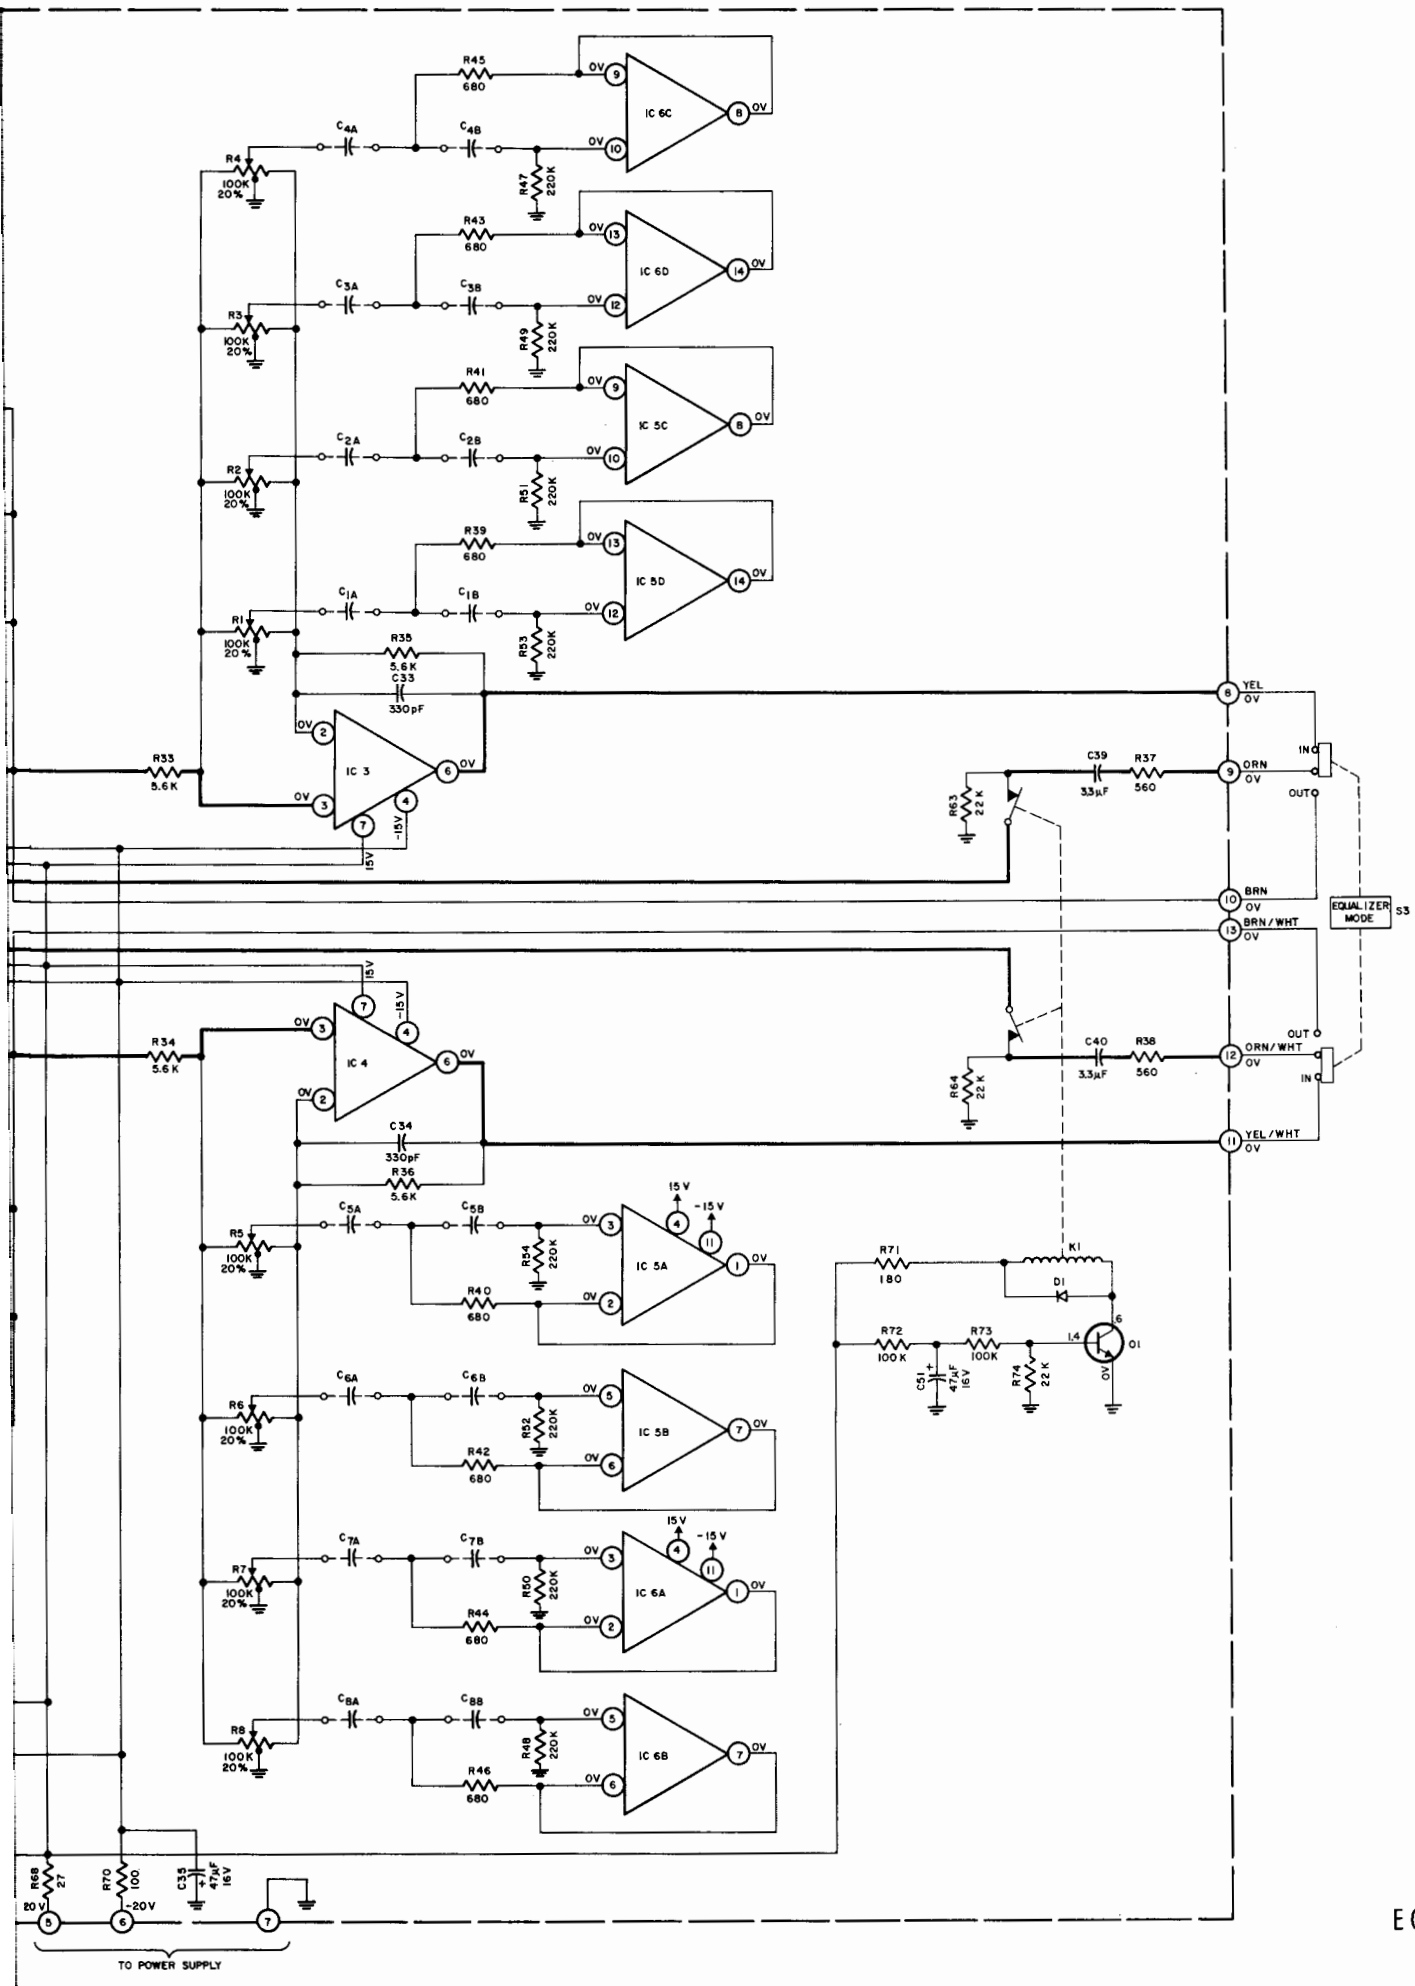 R45
680
0V 9
IC 6C
8 0V
0V 10
C4A
C4B
R4
100K
20%
R47
220K
R43
680
0V 13
IC 6D
14 0V
0V 12
C3A
C3B
R3
100K
20%
R49
220K
R41
680
0V 9
IC 5C
8 0V
0V 10
C2A
C2B
R2
100K
20%
R51
220K
R39
680
0V 13
IC 5D
14 0V
0V 12
C1A
C1B
R1
100K
20%
R53
220K
R35
5.6K
C33
330pF
0V 2
IC 3
6 0V
0V 3
4
-15V
7
15V
R33
5.6K
8 YEL
0V
IN
C39
3.3µF
R37
560
9 ORN
0V
OUT
R63
22K
10 BRN
0V
EQUALIZER
MODE
S3
13 BRN/WHT
0V
15V
7
-15V
4
R34
5.6K
0V 3
IC 4
6 0V
0V 2
OUT
C40
3.3µF
R38
560
12 ORN/WHT
0V
IN
R64
22K
C34
330pF
R36
5.6K
11 YEL/WHT
0V
C5A
C5B
R5
100K
20%
R54
220K
0V 3
15V
4
-15V
11
IC 5A
1 0V
R40
680
0V 2
R71
180
K1
D1
.6
R72
100K
R73
100K
1.4
Q1
C51
+
47µF
16V
R74
22K
0V
C6A
C6B
R6
100K
20%
R52
220K
0V 5
IC 5B
7 0V
R42
680
0V 6
C7A
C7B
R7
100K
20%
R50
220K
0V 3
15V
4
-15V
11
IC 6A
1 0V
R44
680
0V 2
C8A
C8B
R8
100K
20%
R48
220K
0V 5
IC 6B
7 0V
R46
680
0V 6
R68
27
R70
100
C35
+
47µF
16V
20V
5
-20V
6
7
TO POWER SUPPLY